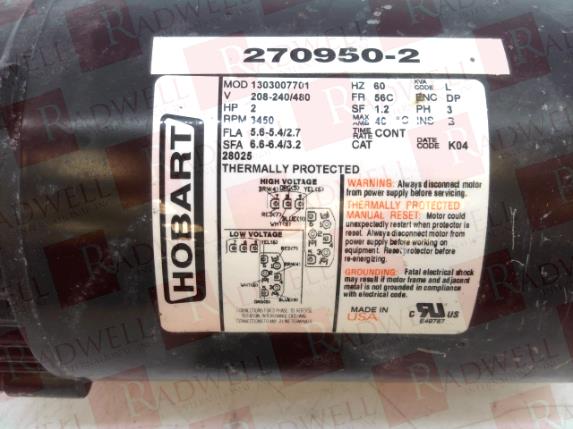 270950-2
MOD 1303007701 HZ 60 KVA CODE L
V 208-240/480 FR 56C ENC DP
HP 2 SF 1.2 PH 3
RPM 3450 MAX AMB 40 °C INS B
FLA 5.6-5.4/2.7 TIME RATE CONT
SFA 6.6-6.4/3.2 CAT DATE CODE K04
28025
THERMALLY PROTECTED
HOBART
HIGH VOLTAGE
LOW VOLTAGE
WARNING: Always disconnect motor
from power supply before servicing.
THERMALLY PROTECTED
MANUAL RESET: Motor could
unexpectedly restart when protector is
reset. Always disconnect motor from
power supply before working on
equipment. Reset protector before
re-energizing.
GROUNDING: Fatal electrical shock
may result if motor frame and adjacent
metal is not grounded in compliance
with electrical code.
MADE IN
USA
C UR US
RADWELL